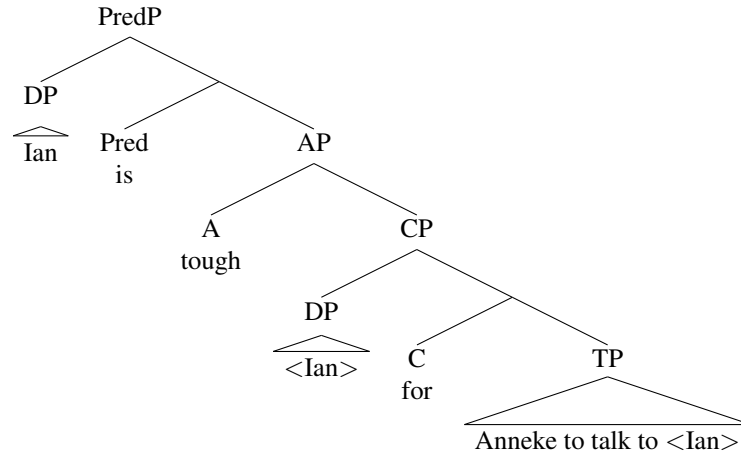 PredP
DP
Ian
Pred
is
AP
A
tough
CP
DP
<Ian>
C
for
TP
Anneke to talk to <Ian>